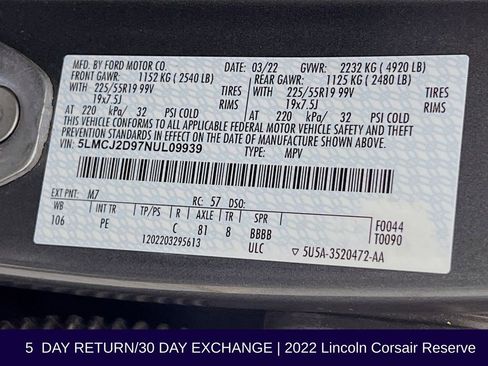 MFD. BY FORD MOTOR CO. 03/22 GVWR: 2232 KG ( 4920 LB)
FRONT GAWR: 1152 KG ( 2540 LB) REAR GAWR: 1125 KG ( 2480 LB)
WITH 225/55R19 99V TIRES WITH 225/55R19 99V TIRES
19x7.5J RIMS 19x7.5J RIMS
AT 220 kPa/ 32 PSI COLD AT 220 kPa/ 32 PSI COLD
THIS VEHICLE CONFORMS TO ALL APPLICABLE FEDERAL MOTOR VEHICLE SAFETY AND THEFT
PREVENTION STANDARDS IN EFFECT ON THE DATE OF MANUFACTURE SHOWN ABOVE.
VIN: 5LMCJ2D97NUL09939
TYPE: MPV
EXT PNT: M7 RC: 57 DSO: F0044
WB INT TR TP/PS R AXLE TR SPR T0090
106 PE C 81 8 BBBB
1202203295613 ULC 5U5A-3520472-AA
5 DAY RETURN/30 DAY EXCHANGE | 2022 Lincoln Corsair Reserve